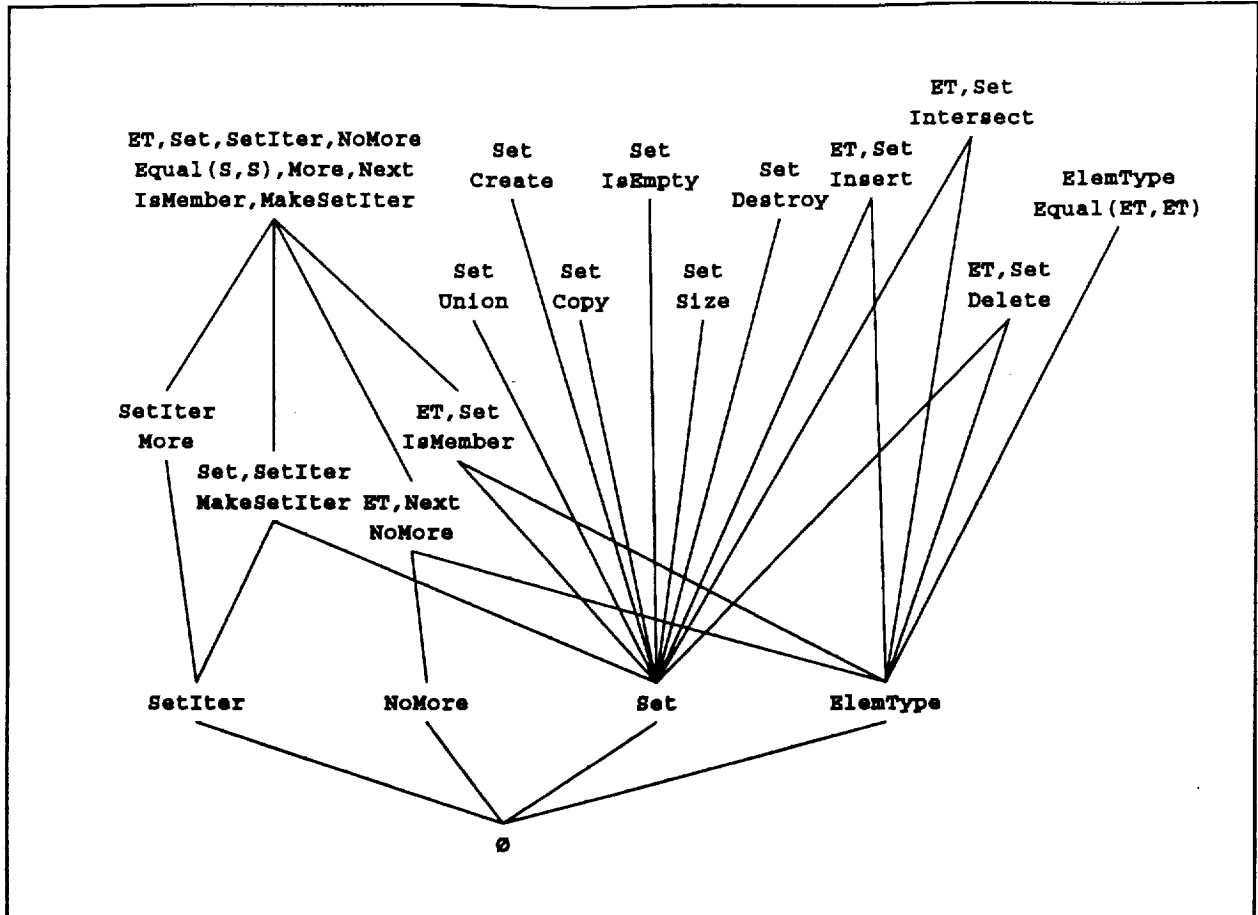 ET,Set
Intersect
ET,Set,SetIter,NoMore
Equal(S,S),More,Next
IsMember,MakeSetIter
Set
Create
Set
IsEmpty
Set
Destroy
ET,Set
Insert
ElemType
Equal(ET,ET)
Set
Union
Set
Copy
Set
Size
ET,Set
Delete
SetIter
More
ET,Set
IsMember
Set,SetIter
MakeSetIter
ET,Next
NoMore
SetIter
NoMore
Set
ElemType
Ø